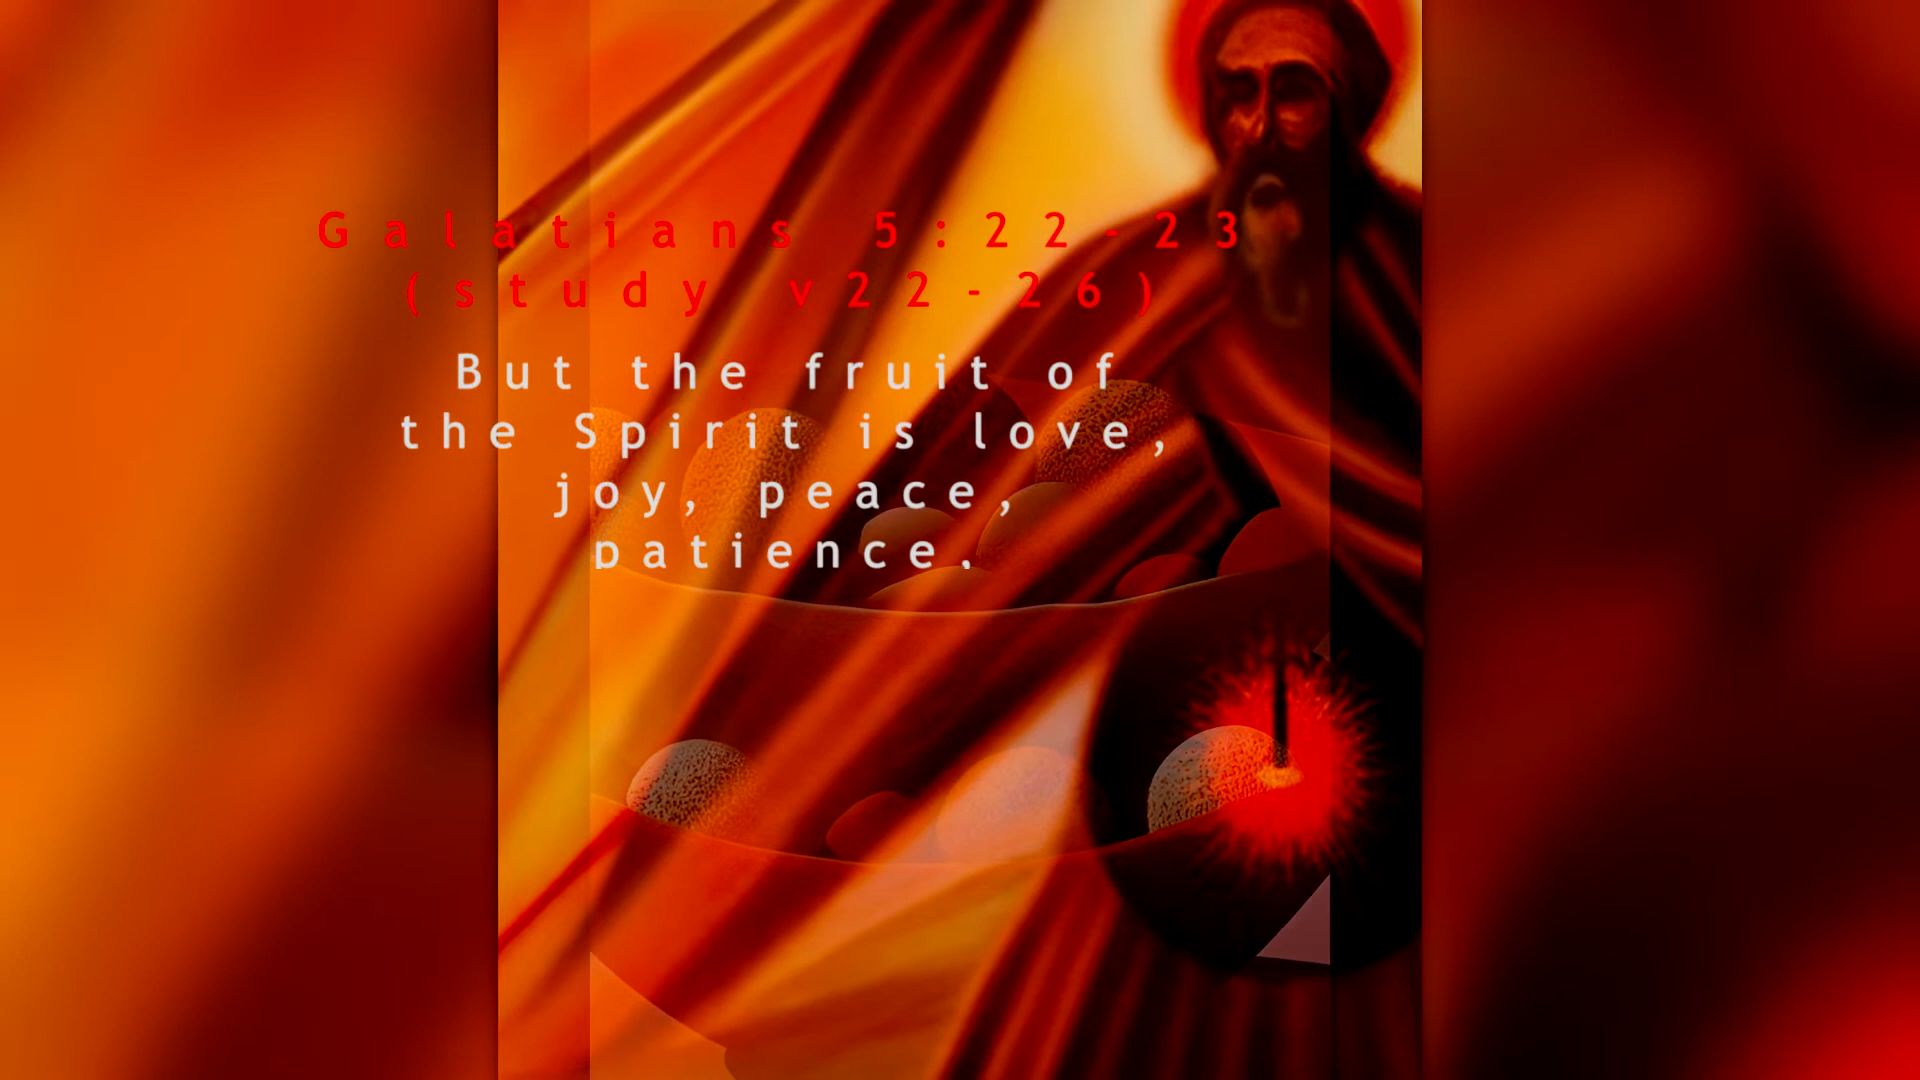 Galatians 5:22-23
(study v22-26)
But the fruit of
the Spirit is love,
joy, peace,
patience,